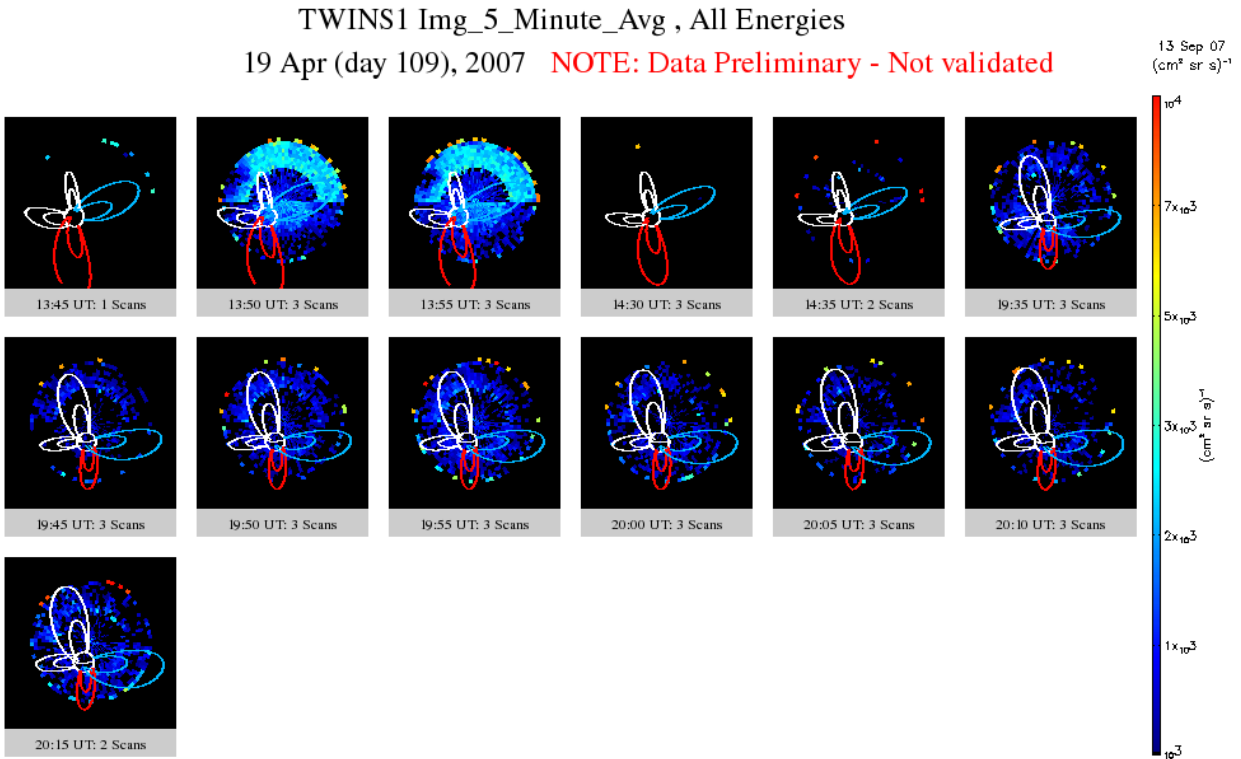 TWINS1 Img_5_Minute_Avg , All Energies
19 Apr (day 109), 2007 NOTE: Data Preliminary - Not validated
13 Sep 07
(cm² sr s)⁻¹
13:45 UT: 1 Scans
13:50 UT: 3 Scans
13:55 UT: 3 Scans
14:30 UT: 3 Scans
14:35 UT: 2 Scans
19:35 UT: 3 Scans
19:45 UT: 3 Scans
19:50 UT: 3 Scans
19:55 UT: 3 Scans
20:00 UT: 3 Scans
20:05 UT: 3 Scans
20:10 UT: 3 Scans
20:15 UT: 2 Scans
10⁴
7x10³
5x10³
3x10³
2x10³
1x10³
10³
(cm² sr s)⁻¹